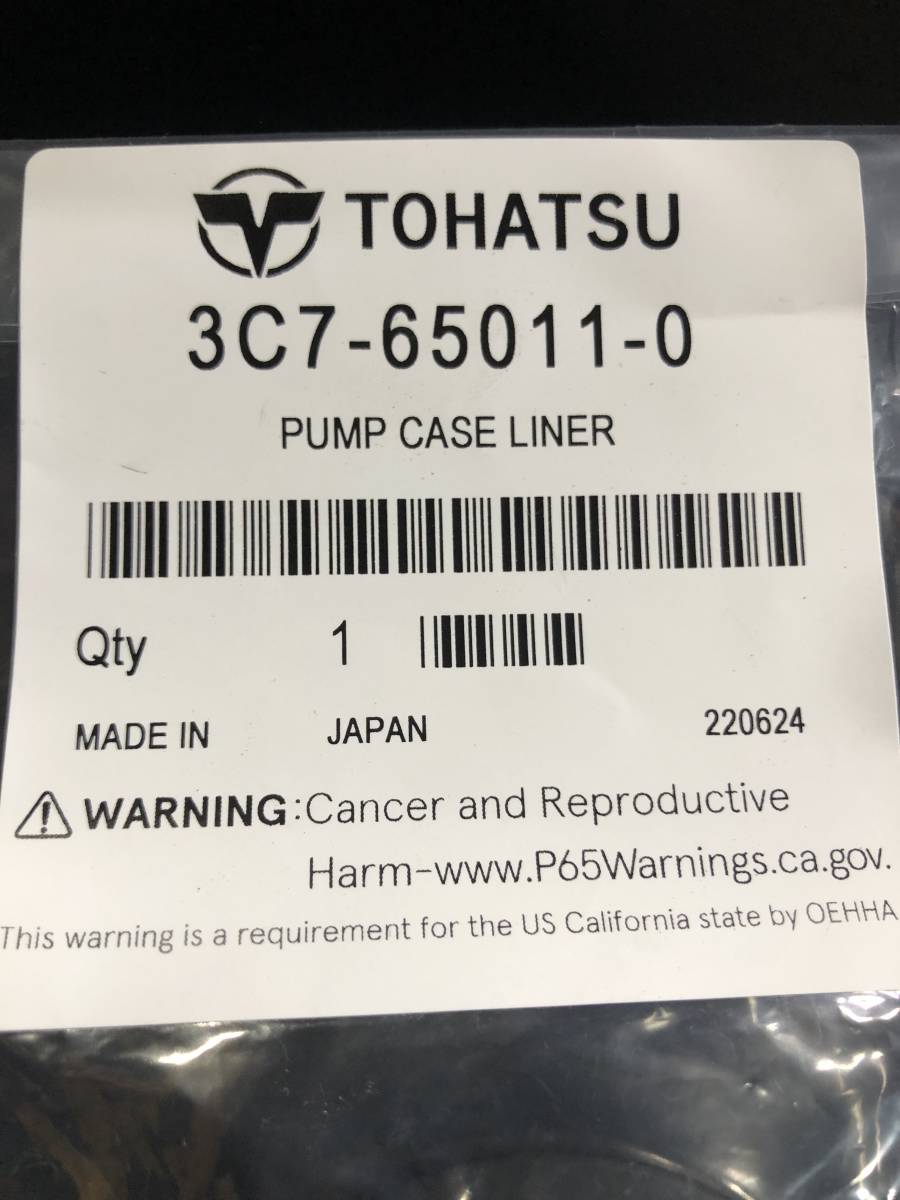 TOHATSU
3C7-65011-0
PUMP CASE LINER
Qty 1
MADE IN JAPAN 220624
WARNING:Cancer and Reproductive
Harm-www.P65Warnings.ca.gov.
This warning is a requirement for the US California state by OEHHA